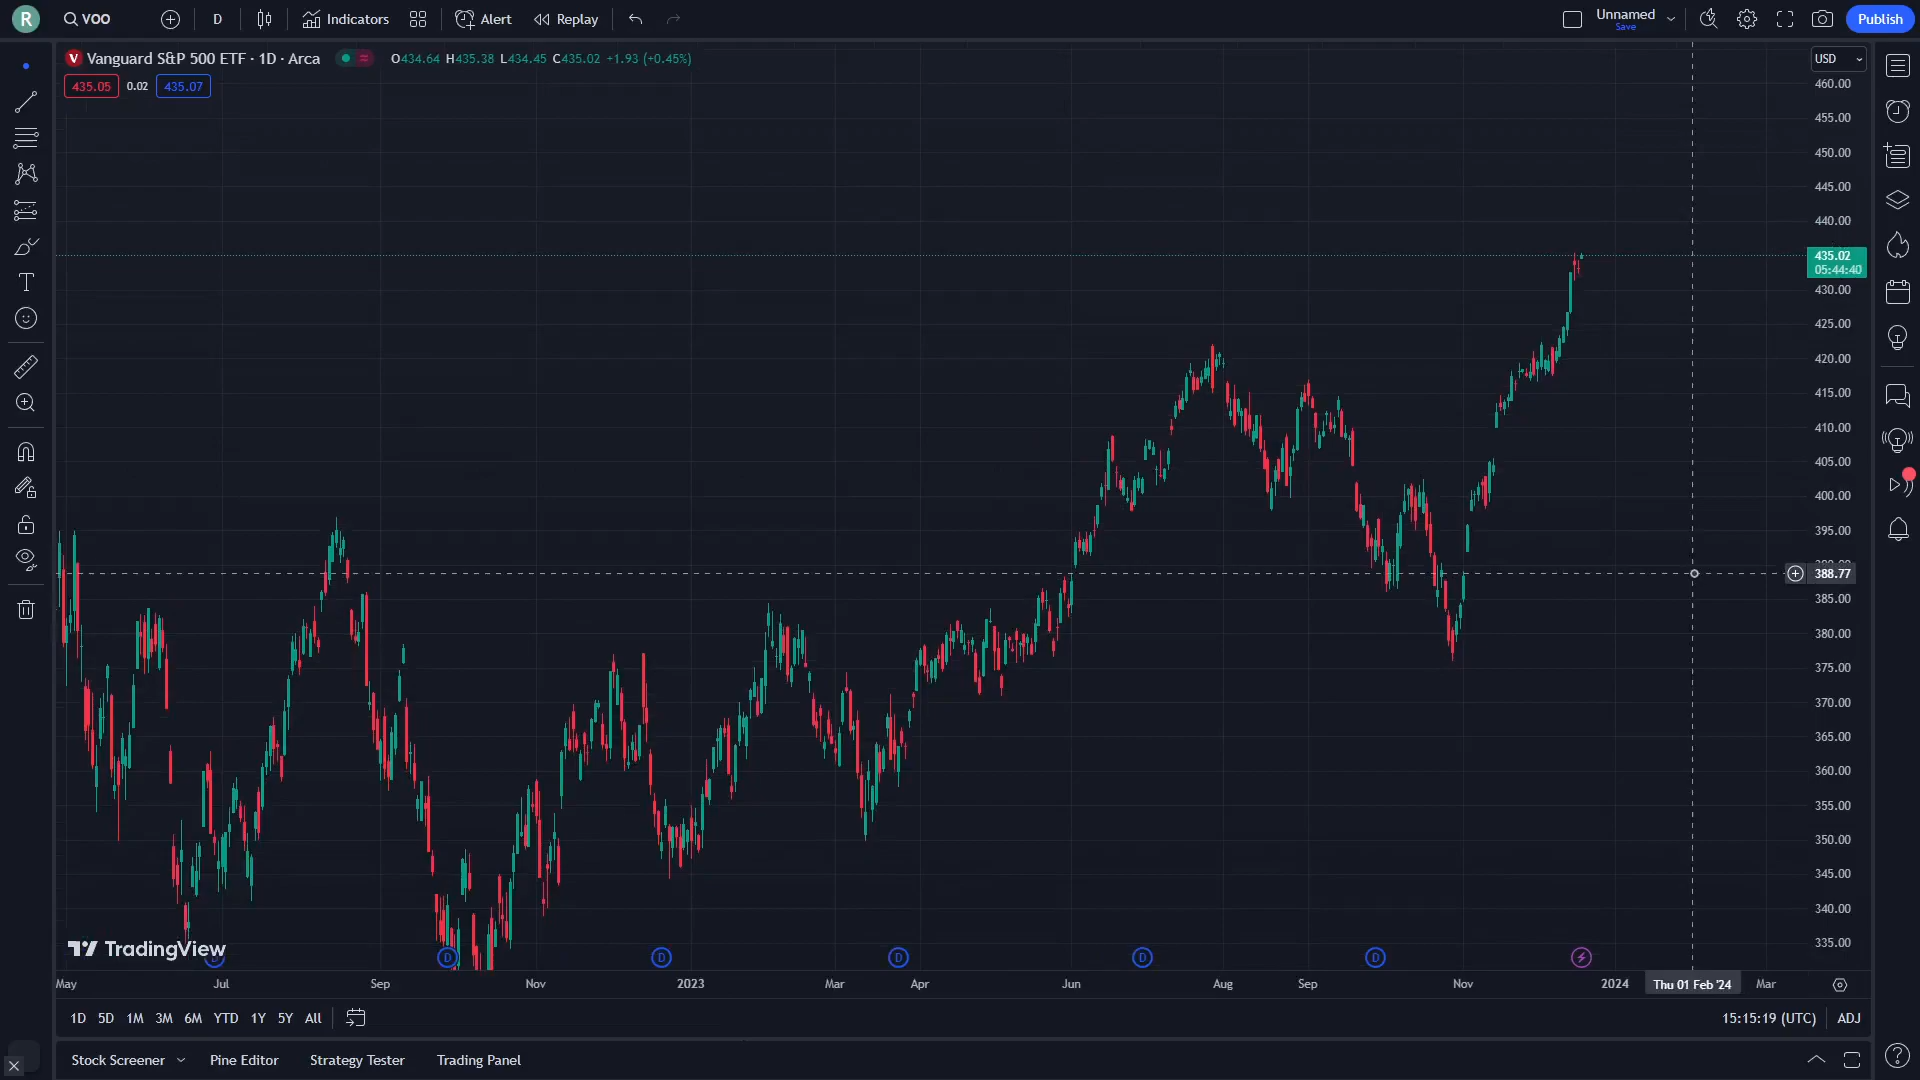 R
VOO
D
Indicators
Alert
Replay
Unnamed
Save
Publish
V Vanguard S&P 500 ETF · 1D · Arca
O434.64 H435.38 L434.45 C435.02 +1.93 (+0.45%)
USD
435.05 0.02 435.07
460.00
455.00
450.00
445.00
440.00
435.02
05:44:40
430.00
425.00
420.00
415.00
410.00
405.00
400.00
395.00
388.77
385.00
380.00
375.00
370.00
365.00
360.00
355.00
350.00
345.00
340.00
335.00
TradingView
D D D D D D
May Jul Sep Nov 2023 Mar Apr Jun Aug Sep Nov 2024 Thu 01 Feb '24 Mar
1D 5D 1M 3M 6M YTD 1Y 5Y All
15:15:19 (UTC) ADJ
Stock Screener Pine Editor Strategy Tester Trading Panel